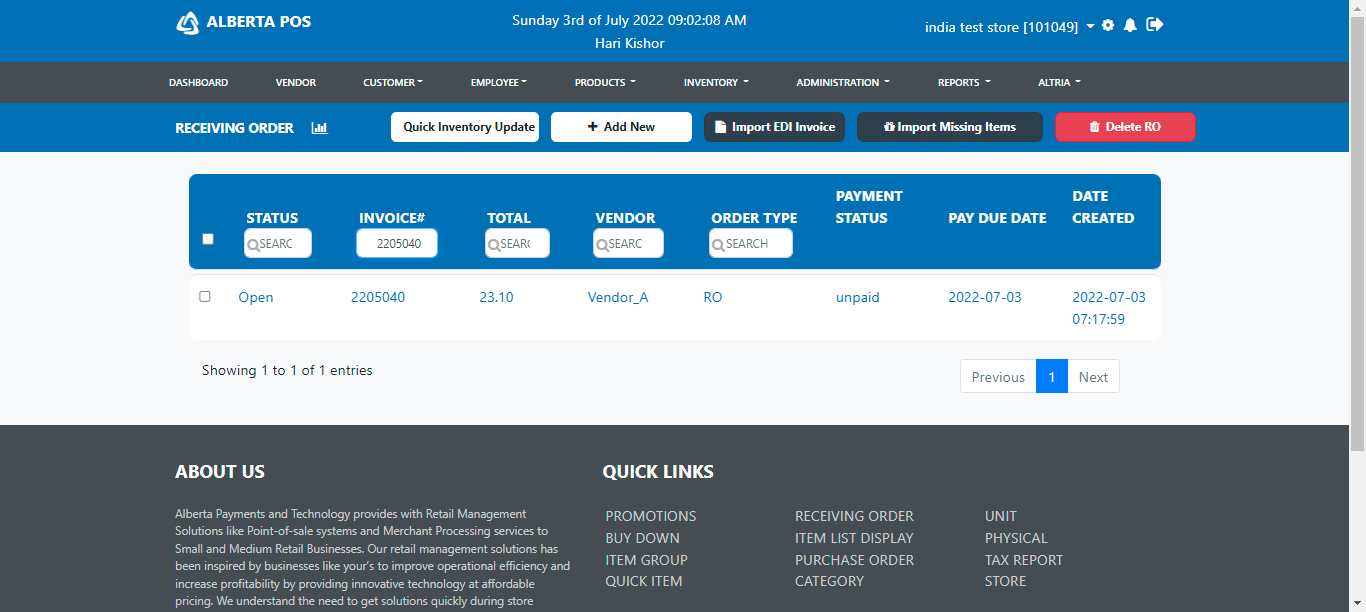 ALBERTA POS
Sunday 3rd of July 2022 09:02:08 AM
Hari Kishor
india test store [101049]
DASHBOARD VENDOR CUSTOMER EMPLOYEE PRODUCTS INVENTORY ADMINISTRATION REPORTS ALTRIA
RECEIVING ORDER Quick Inventory Update Add New Import EDI Invoice Import Missing Items Delete RO
STATUS INVOICE# TOTAL VENDOR ORDER TYPE PAYMENT STATUS PAY DUE DATE DATE CREATED
SEARC 2205040 SEARC SEARC SEARCH
Open 2205040 23.10 Vendor_A RO unpaid 2022-07-03 2022-07-03
07:17:59
Showing 1 to 1 of 1 entries Previous 1 Next
ABOUT US
Alberta Payments and Technology provides with Retail Management
Solutions like Point-of-sale systems and Merchant Processing services to
Small and Medium Retail Businesses. Our retail management solutions has
been inspired by businesses like your's to improve operational efficiency and
increase profitability by providing innovative technology at affordable
pricing. We understand the need to get solutions quickly during store
QUICK LINKS
PROMOTIONS RECEIVING ORDER UNIT
BUY DOWN ITEM LIST DISPLAY PHYSICAL
ITEM GROUP PURCHASE ORDER TAX REPORT
QUICK ITEM CATEGORY STORE